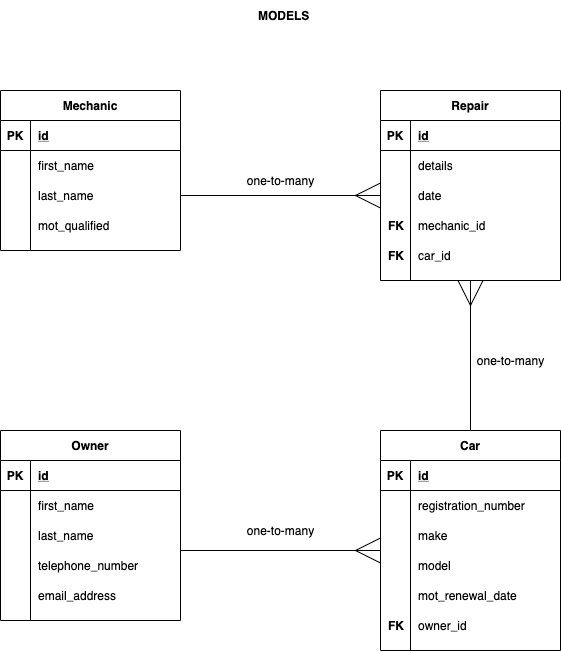 MODELS
Mechanic
PK id
first_name
last_name
mot_qualified
one-to-many
Repair
PK id
details
date
FK mechanic_id
FK car_id
one-to-many
Owner
PK id
first_name
last_name
telephone_number
email_address
one-to-many
Car
PK id
registration_number
make
model
mot_renewal_date
FK owner_id